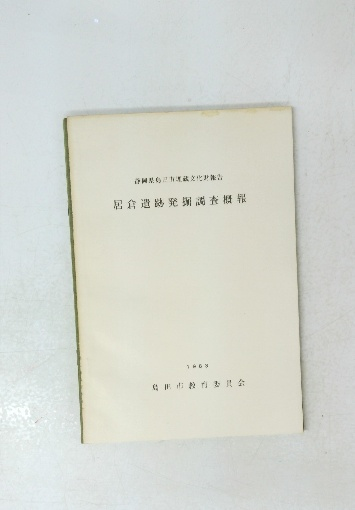 静岡県島田市埋蔵文化財報告
居倉遺跡発掘調査概報
1983
島田市教育委員会